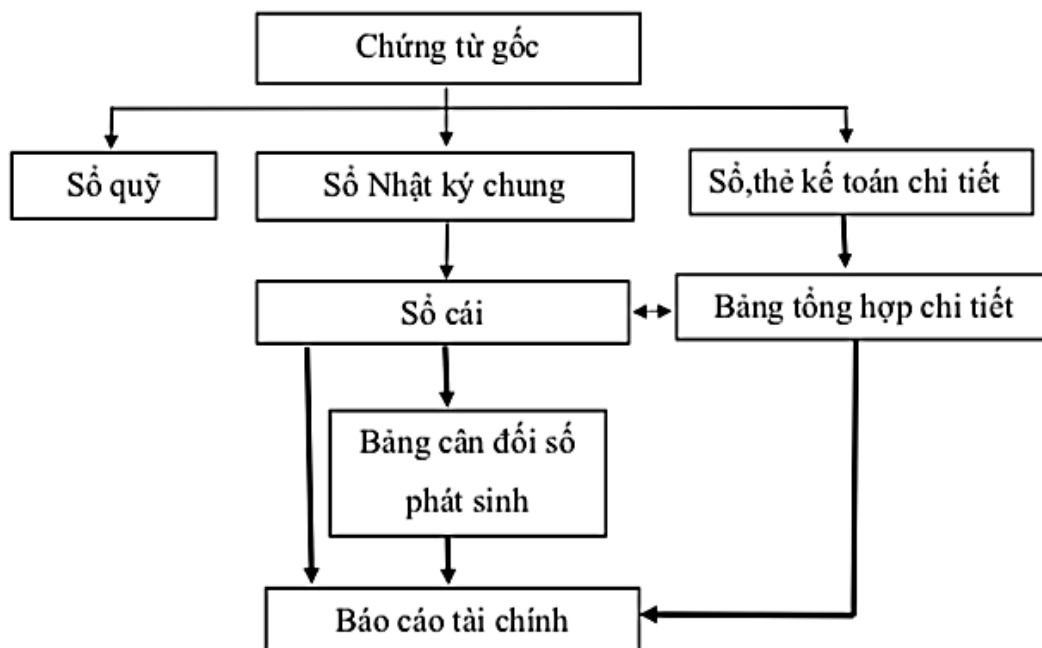 Chứng từ gốc
Sổ quỹ
Sổ Nhật ký chung
Sổ,thẻ kế toán chi tiết
Sổ cái
Bảng tổng hợp chi tiết
Bảng cân đối số
phát sinh
Báo cáo tài chính